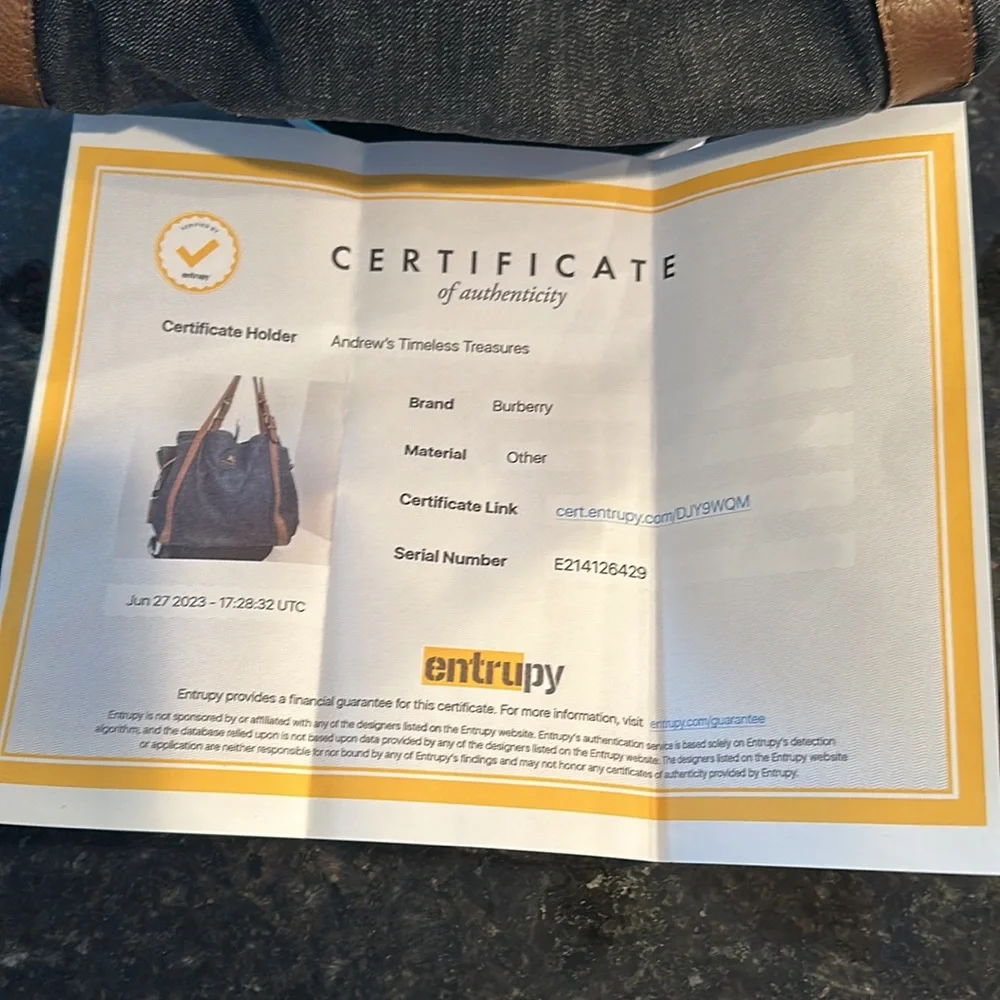 VERIFIED BY
entrupy
CERTIFICATE
of authenticity
Certificate Holder Andrew's Timeless Treasures
Brand Burberry
Material Other
Certificate Link cert.entrupy.com/DJY9WQM
Serial Number E214126429
Jun 27 2023 - 17:28:32 UTC
entrupy
Entrupy provides a financial guarantee for this certificate. For more information, visit entrupy.com/guarantee
Entrupy is not sponsored by or affiliated with any of the designers listed on the Entrupy website. Entrupy's authentication service is based solely on Entrupy's detection
algorithm; and the database relied upon is not based upon data provided by any of the designers listed on the Entrupy website. The designers listed on the Entrupy website
or application are neither responsible for nor bound by any of Entrupy's findings and may not honor any certificates of authenticity provided by Entrupy.